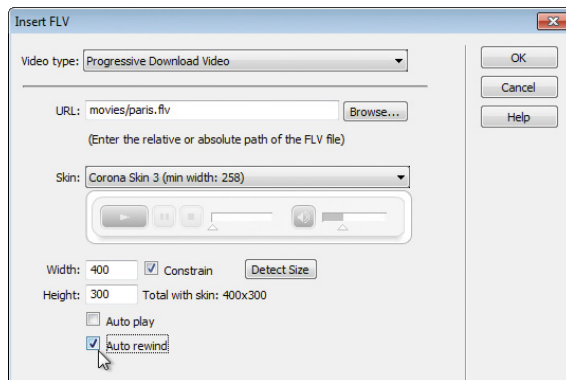 Insert FLV
Video type: Progressive Download Video
OK
Cancel
Help
URL: movies/paris.flv Browse...
(Enter the relative or absolute path of the FLV file)
Skin: Corona Skin 3 (min width: 258)
Width: 400 Constrain Detect Size
Height: 300 Total with skin: 400x300
Auto play
Auto rewind